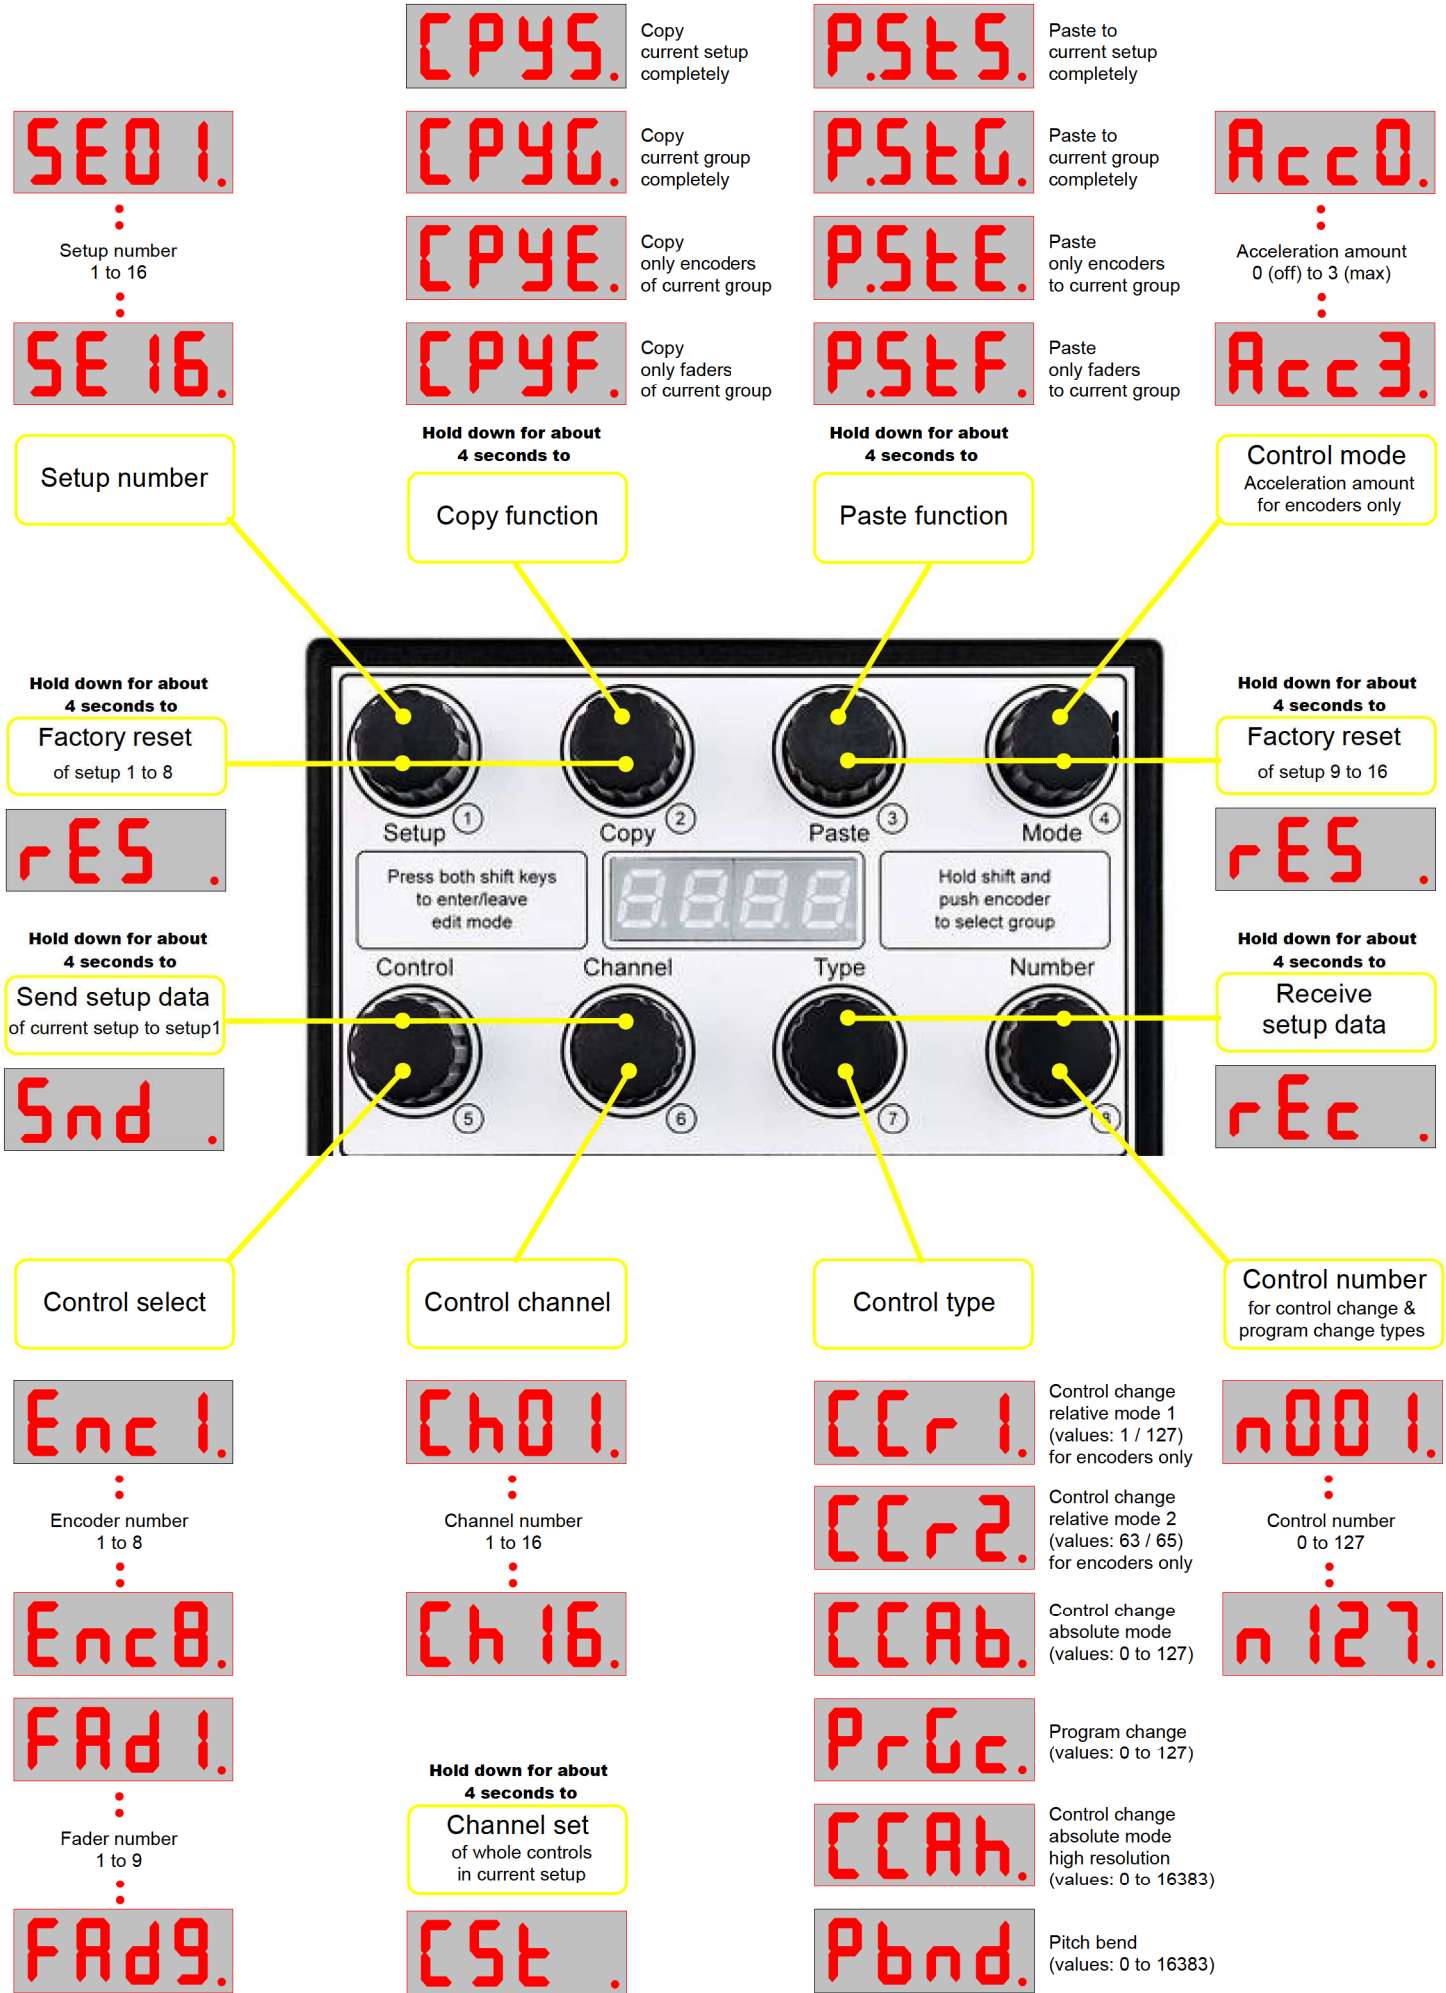 CPYS.
Copy
current setup
completely
P.StS.
Paste to
current setup
completely
SE01.
Setup number
1 to 16
SE16.
CPYG.
Copy
current group
completely
P.StG.
Paste to
current group
completely
Acc0.
Acceleration amount
0 (off) to 3 (max)
Acc3.
CPYE.
Copy
only encoders
of current group
P.StE.
Paste
only encoders
to current group
CPYF.
Copy
only faders
of current group
P.StF.
Paste
only faders
to current group
Setup number
Hold down for about
4 seconds to
Copy function
Hold down for about
4 seconds to
Paste function
Control mode
Acceleration amount
for encoders only
Hold down for about
4 seconds to
Factory reset
of setup 1 to 8
rES .
Hold down for about
4 seconds to
Factory reset
of setup 9 to 16
rES .
Setup 1
Copy 2
Paste 3
Mode 4
Press both shift keys
to enter/leave
edit mode
8.8.8.8
Hold shift and
push encoder
to select group
Control
Channel
Type
Number
5
6
7
8
Hold down for about
4 seconds to
Send setup data
of current setup to setup1
Snd .
Hold down for about
4 seconds to
Receive
setup data
rEc .
Control select
Control channel
Control type
Control number
for control change &
program change types
Enc1.
Encoder number
1 to 8
Enc8.
FAd1.
Fader number
1 to 9
FAd9.
Ch01.
Channel number
1 to 16
Ch16.
Hold down for about
4 seconds to
Channel set
of whole controls
in current setup
CSt .
CCr1.
Control change
relative mode 1
(values: 1 / 127)
for encoders only
CCr2.
Control change
relative mode 2
(values: 63 / 65)
for encoders only
CCAb.
Control change
absolute mode
(values: 0 to 127)
PrGc.
Program change
(values: 0 to 127)
CCAh.
Control change
absolute mode
high resolution
(values: 0 to 16383)
Pbnd.
Pitch bend
(values: 0 to 16383)
n001.
Control number
0 to 127
n127.